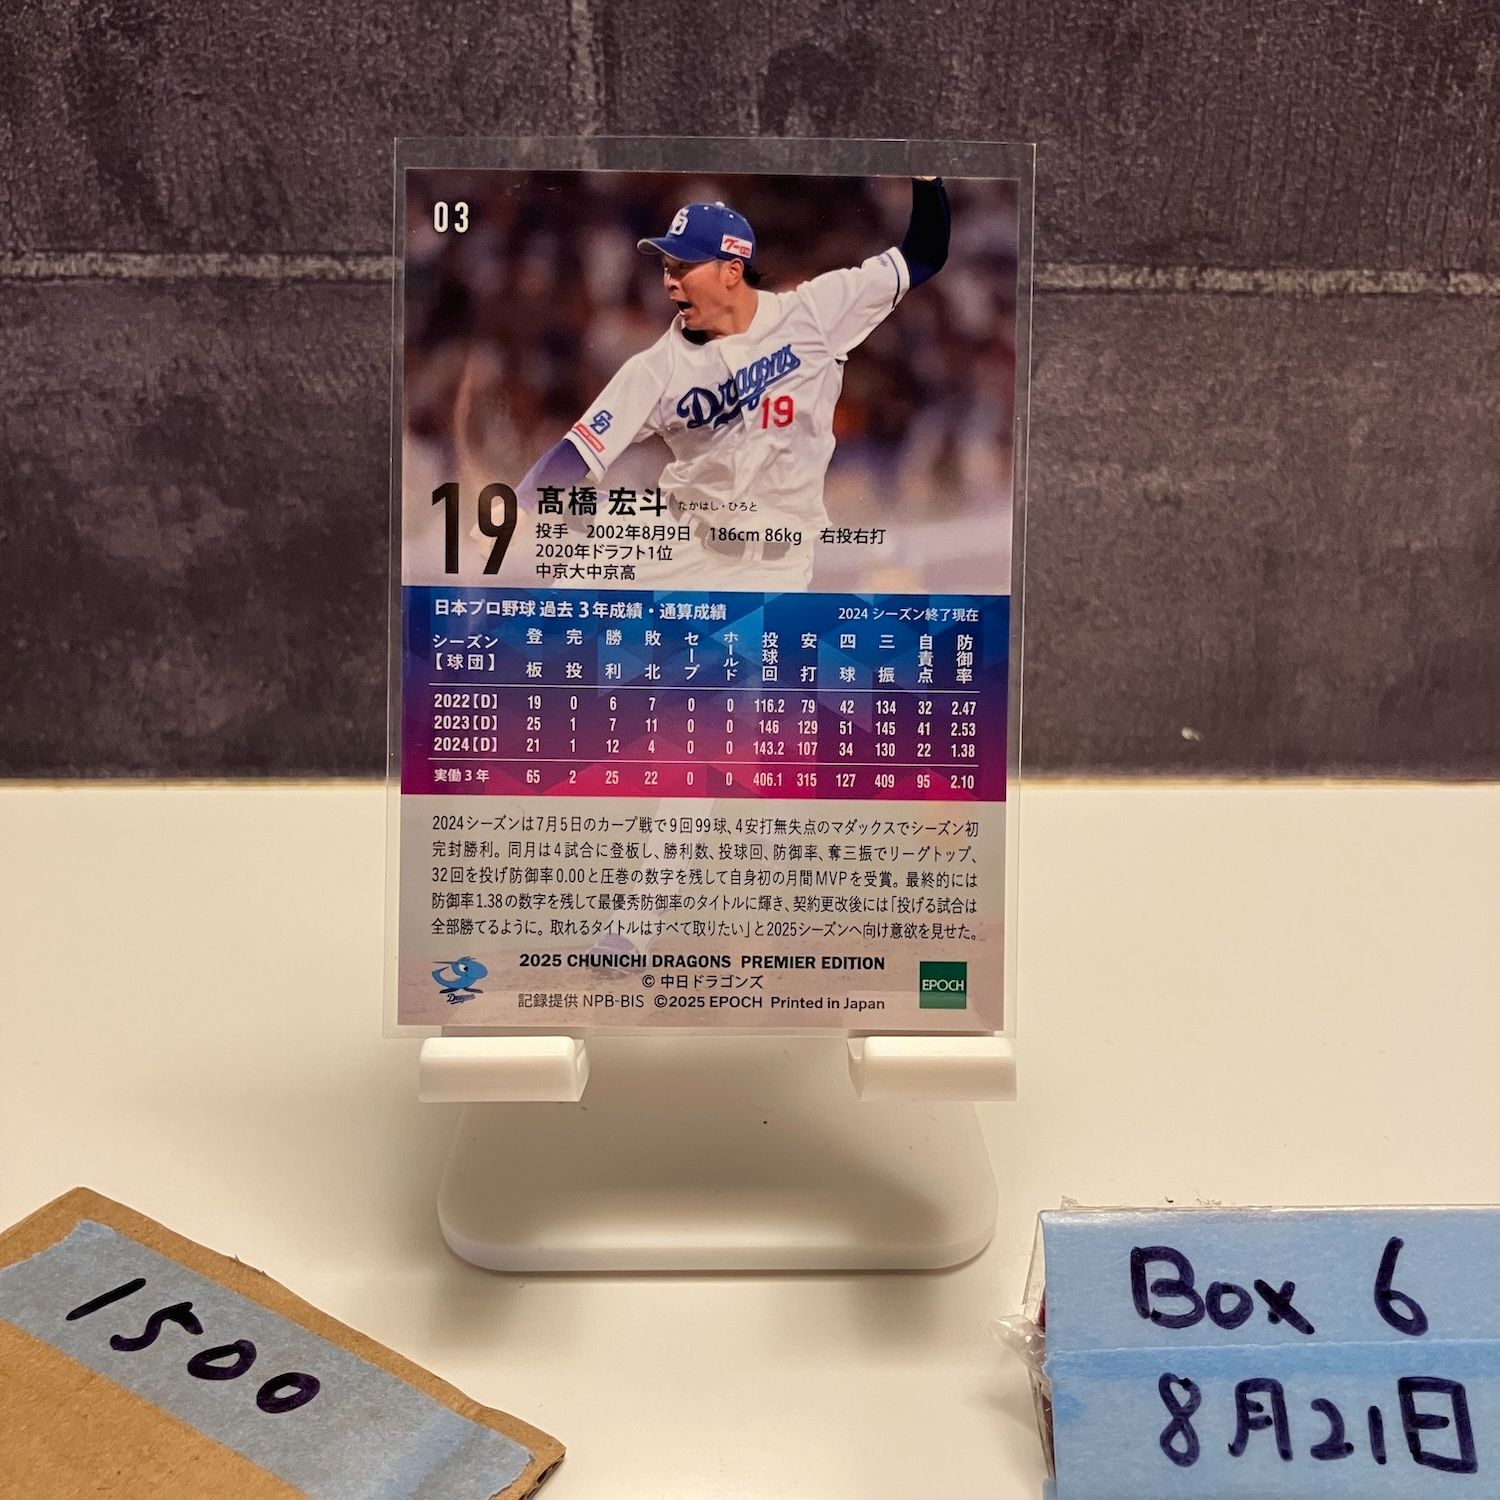 03
グー
Dragons
19
19 髙橋 宏斗 たかはし・ひろと
投手 2002年8月9日 186cm 86kg 右投右打
2020年ドラフト1位
中京大中京高
日本プロ野球 過去3年成績・通算成績 2024 シーズン終了現在
シーズン【球団】 登板 完投 勝利 敗北 セーブ ホールド 投球回 安打 四球 三振 自責点 防御率
2022【D】 19 0 6 7 0 0 116.2 79 42 134 32 2.47
2023【D】 25 1 7 11 0 0 146 129 51 145 41 2.53
2024【D】 21 1 12 4 0 0 143.2 107 34 130 22 1.38
実働3年 65 2 25 22 0 0 406.1 315 127 409 95 2.10
2024シーズンは7月5日のカープ戦で9回99球、4安打無失点のマダックスでシーズン初
完封勝利。同月は4試合に登板し、勝利数、投球回、防御率、奪三振でリーグトップ、
32回を投げ防御率0.00と圧巻の数字を残して自身初の月間MVPを受賞。最終的には
防御率1.38の数字を残して最優秀防御率のタイトルに輝き、契約更改後には「投げる試合は
全部勝てるように。取れるタイトルはすべて取りたい」と2025シーズンへ向け意欲を見せた。
2025 CHUNICHI DRAGONS PREMIER EDITION
© 中日ドラゴンズ
記録提供 NPB-BIS ©2025 EPOCH Printed in Japan
Dragons
EPOCH
1500
Box 6
8月21日